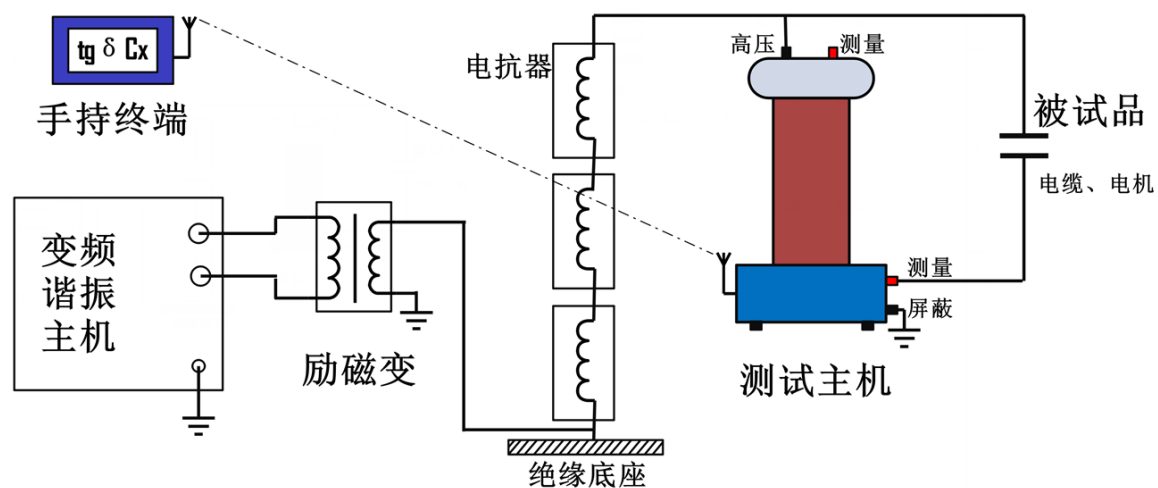 tg δ Cx
手持终端
电抗器
高压
测量
被试品
电缆、电机
变频
谐振
主机
励磁变
测量
屏蔽
测试主机
绝缘底座